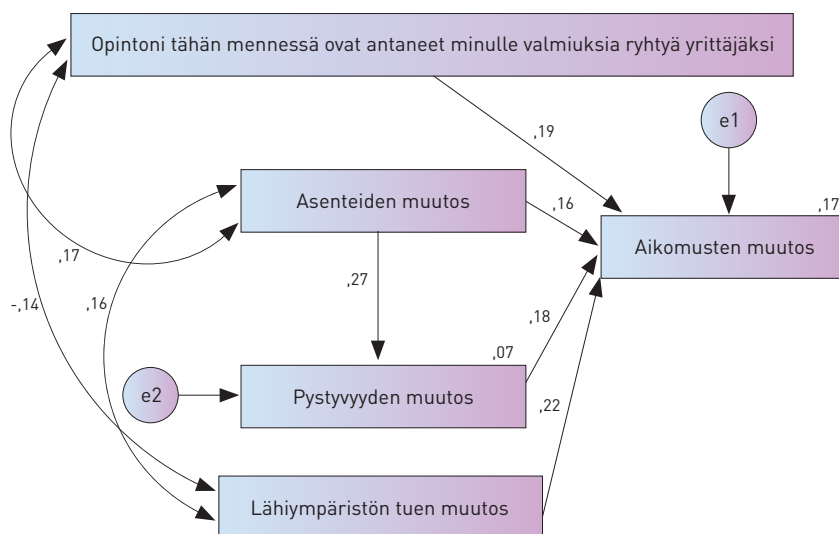 Opintoni tähän mennessä ovat antaneet minulle valmiuksia ryhtyä yrittäjäksi
e1
,19
Asenteiden muutos
,16
,17
Aikomusten muutos
,17
,27
-,14
,16
,18
,07
e2
Pystyvyyden muutos
,22
Lähiympäristön tuen muutos